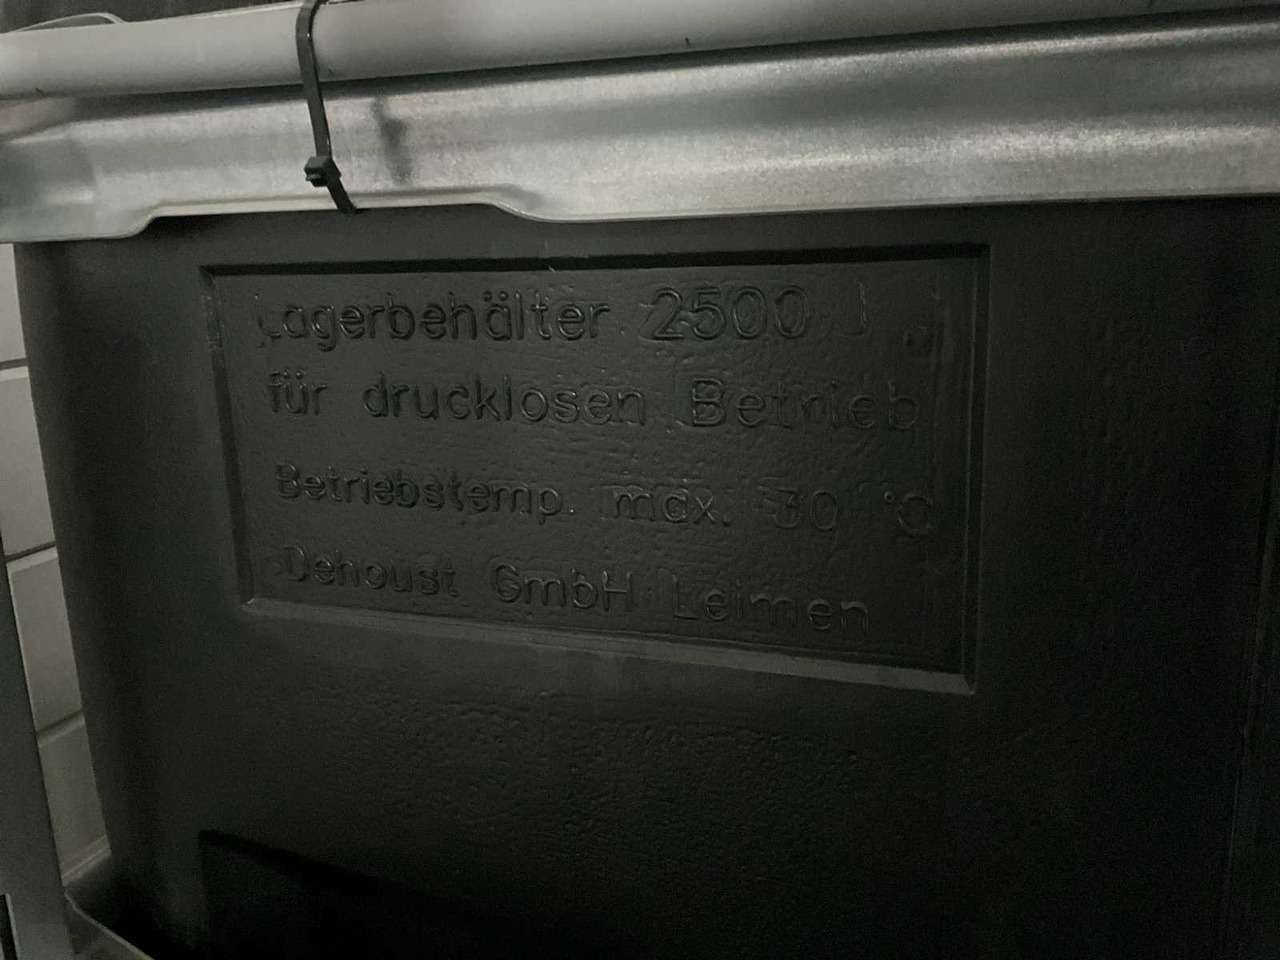 Lagerbehälter 2500 l
für drucklosen Betrieb
Betriebstemp. max. 30 °C
Dehoust GmbH Leimen